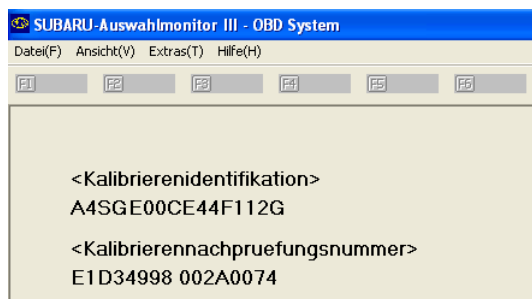 SUBARU-Auswahlmonitor III - OBD System
Datei(F) Ansicht(V) Extras(T) Hilfe(H)
F1 F2 F3 F4 F5 F6
<Kalibrierenidentifikation>
A4SGE00CE44F112G
<Kalibrierennachpruefungsnummer>
E1D34998 002A0074